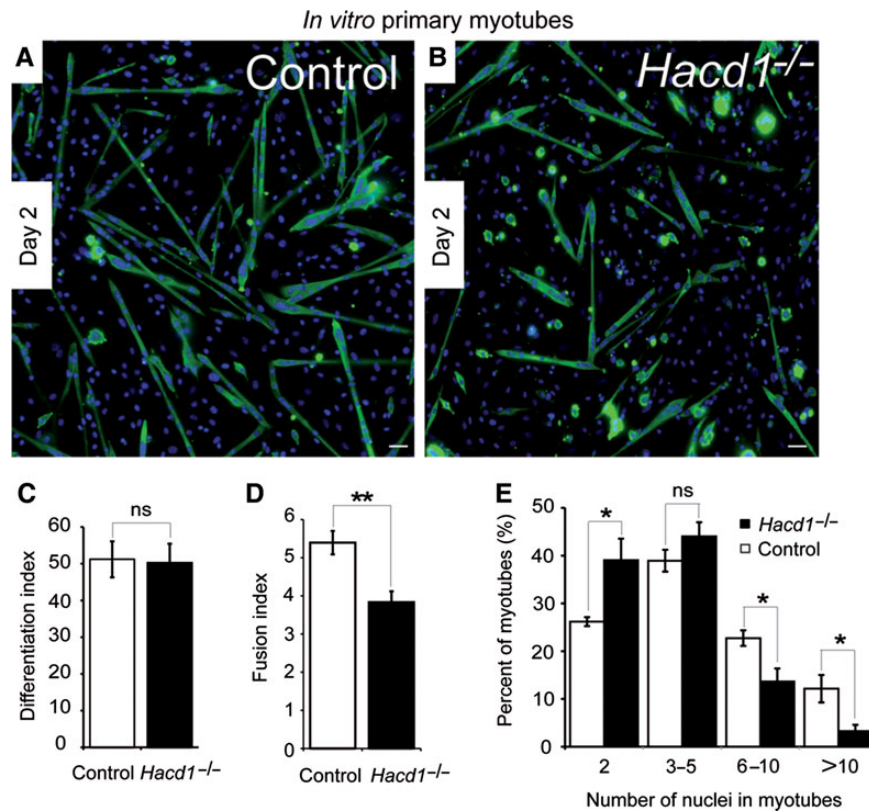 In vitro primary myotubes
A
Control
B
Hacd1–/–
Day 2
Day 2
C
ns
Differentiation index
60
50
40
30
20
10
0
Control Hacd1–/–
D
**
Fusion index
6
5
4
3
2
1
0
Control Hacd1–/–
E
Percent of myotubes (%)
50
40
30
20
10
0
*
ns
*
*
Hacd1–/–
Control
2
3–5
6–10
>10
Number of nuclei in myotubes